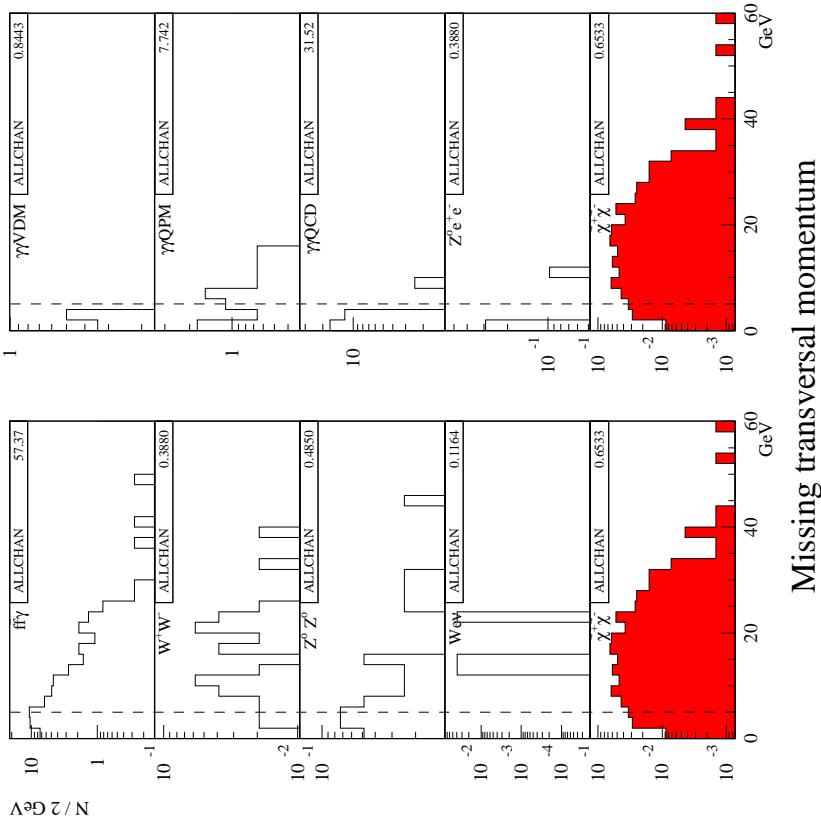 N / 2 GeV
ff̄γ
ALLCHAN 57.37
10
1
10⁻¹
W⁺W⁻
ALLCHAN 0.3880
10⁻²
Z⁰ Z⁰
ALLCHAN 0.4850
10⁻¹
Weν
ALLCHAN 0.1164
10⁻²
10⁻³
10⁻⁴
10⁻¹
χ̃⁺χ̃⁻
ALLCHAN 0.6533
10⁻²
10⁻³
0 20 40 60
GeV
γγVDM
ALLCHAN 0.8443
1
γγQPM
ALLCHAN 7.742
1
γγQCD
ALLCHAN 31.52
10
Z⁰e⁺e⁻
ALLCHAN 0.3880
10⁻¹
10⁻¹
χ̃⁺χ̃⁻
ALLCHAN 0.6533
10⁻²
10⁻³
0 20 40 60
GeV
Missing transversal momentum